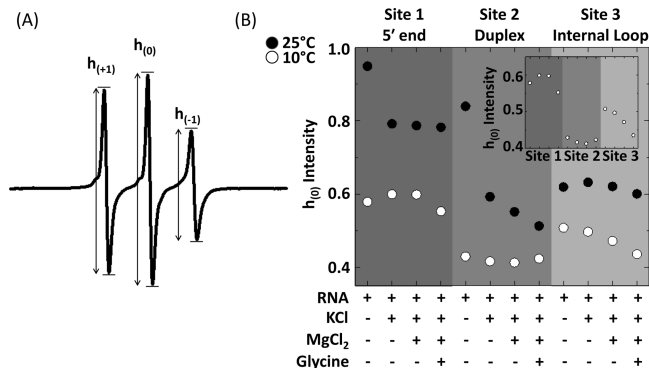 (A)
h(+1)
h(0)
h(-1)
(B)
25°C
10°C
Site 1
5′ end
Site 2
Duplex
Site 3
Internal Loop
h(0) Intensity
1.0
0.8
0.6
0.4
h(0) Intensity
0.6
0.5
0.4
Site 1 Site 2 Site 3
RNA + + + + + + + + + + + +
KCl - + + + - + + + - + + +
MgCl2 - - + + - - + + - - + +
Glycine - - - + - - - + - - - +